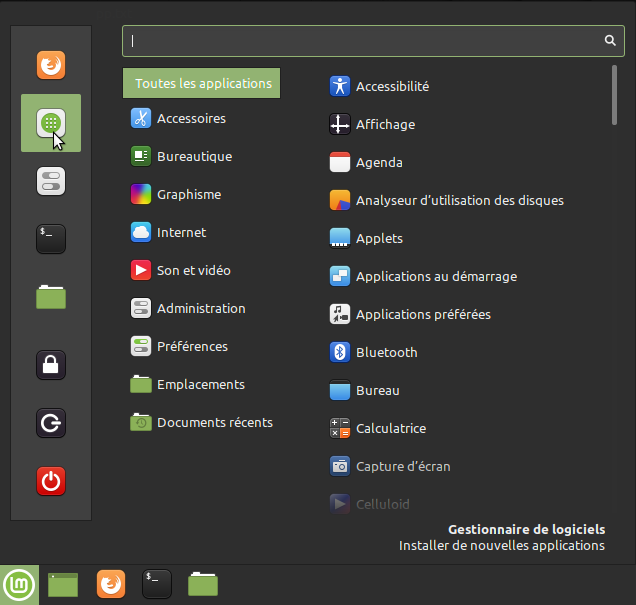 Toutes les applications
Accessoires
Bureautique
Graphisme
Internet
Son et vidéo
Administration
Préférences
Emplacements
Documents récents
Accessibilité
Affichage
Agenda
Analyseur d’utilisation des disques
Applets
Applications au démarrage
Applications préférées
Bluetooth
Bureau
Calculatrice
Capture d’écran
Celluloid
Gestionnaire de logiciels
Installer de nouvelles applications